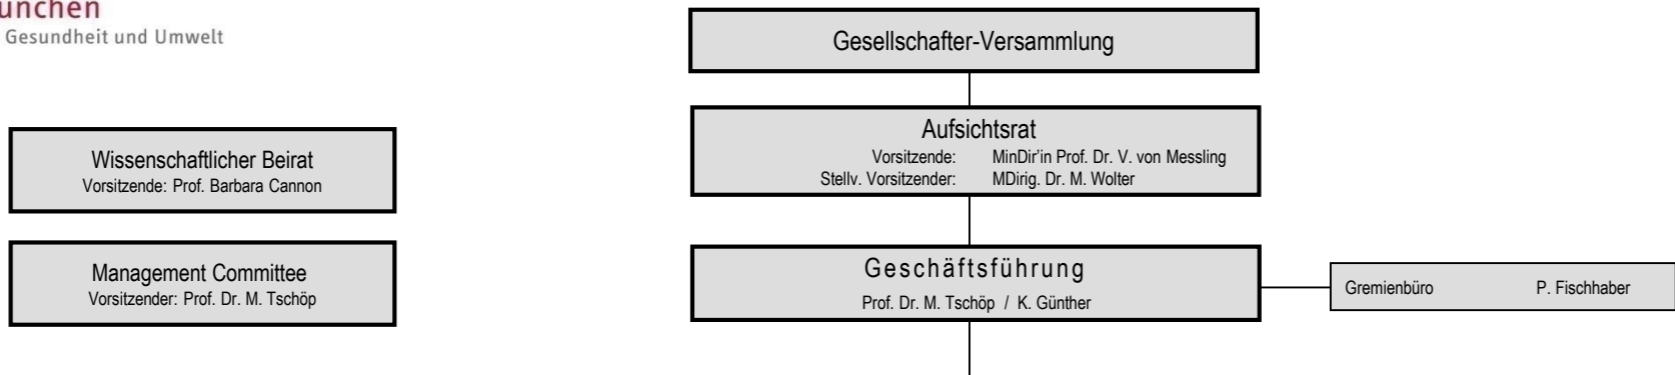 Gesundheit und Umwelt
Gesellschafter-Versammlung
Aufsichtsrat
Vorsitzende: MinDir'in Prof. Dr. V. von Messling
Stellv. Vorsitzender: MDirig. Dr. M. Wolter
Wissenschaftlicher Beirat
Vorsitzende: Prof. Barbara Cannon
Management Committee
Vorsitzender: Prof. Dr. M. Tschöp
Geschäftsführung
Prof. Dr. M. Tschöp / K. Günther
Gremienbüro P. Fischhaber